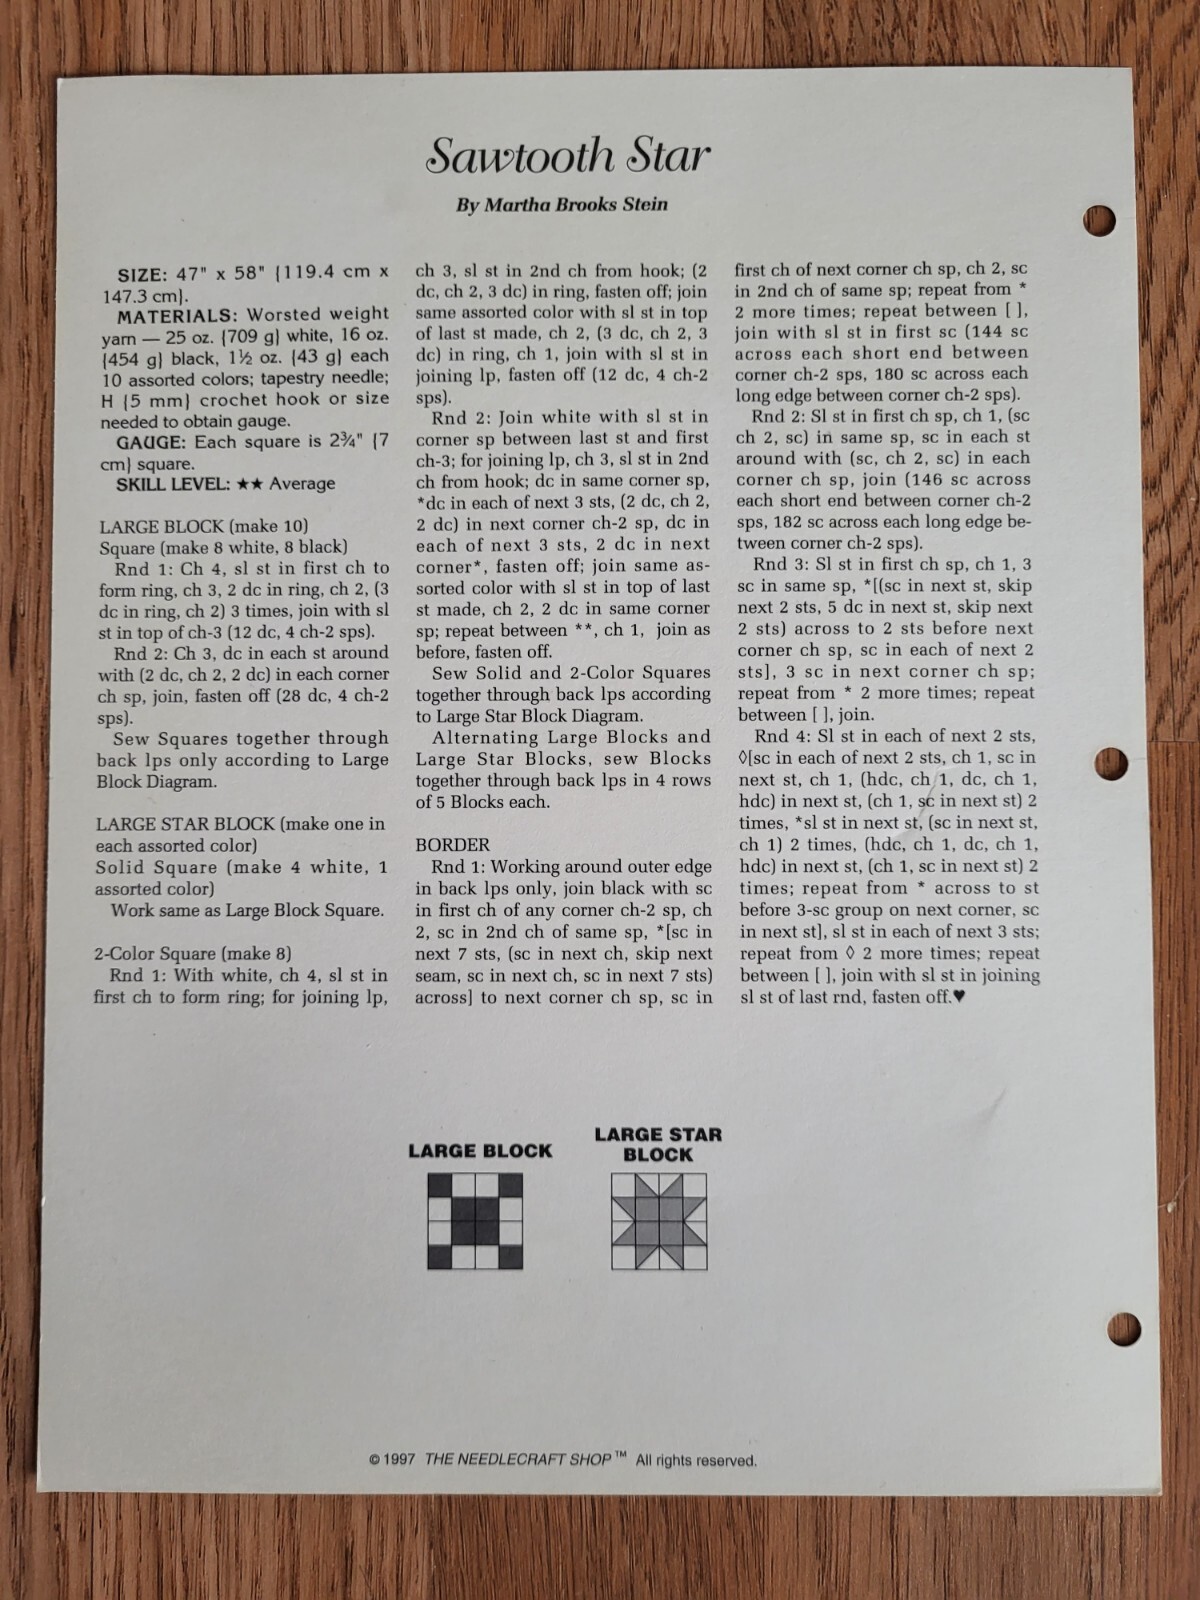 Sawtooth Star
By Martha Brooks Stein
SIZE: 47" x 58" {119.4 cm x
147.3 cm}.
MATERIALS: Worsted weight
yarn — 25 oz. {709 g} white, 16 oz.
{454 g} black, 1½ oz. {43 g} each
10 assorted colors; tapestry needle;
H {5 mm} crochet hook or size
needed to obtain gauge.
GAUGE: Each square is 2¾" {7
cm} square.
SKILL LEVEL: ★★ Average
LARGE BLOCK (make 10)
Square (make 8 white, 8 black)
Rnd 1: Ch 4, sl st in first ch to
form ring, ch 3, 2 dc in ring, ch 2, (3
dc in ring, ch 2) 3 times, join with sl
st in top of ch-3 (12 dc, 4 ch-2 sps).
Rnd 2: Ch 3, dc in each st around
with (2 dc, ch 2, 2 dc) in each corner
ch sp, join, fasten off (28 dc, 4 ch-2
sps).
Sew Squares together through
back lps only according to Large
Block Diagram.
LARGE STAR BLOCK (make one in
each assorted color)
Solid Square (make 4 white, 1
assorted color)
Work same as Large Block Square.
2-Color Square (make 8)
Rnd 1: With white, ch 4, sl st in
first ch to form ring; for joining lp,
ch 3, sl st in 2nd ch from hook; (2
dc, ch 2, 3 dc) in ring, fasten off; join
same assorted color with sl st in top
of last st made, ch 2, (3 dc, ch 2, 3
dc) in ring, ch 1, join with sl st in
joining lp, fasten off (12 dc, 4 ch-2
sps).
Rnd 2: Join white with sl st in
corner sp between last st and first
ch-3; for joining lp, ch 3, sl st in 2nd
ch from hook; dc in same corner sp,
*dc in each of next 3 sts, (2 dc, ch 2,
2 dc) in next corner ch-2 sp, dc in
each of next 3 sts, 2 dc in next
corner*, fasten off; join same as-
sorted color with sl st in top of last
st made, ch 2, 2 dc in same corner
sp; repeat between **, ch 1, join as
before, fasten off.
Sew Solid and 2-Color Squares
together through back lps according
to Large Star Block Diagram.
Alternating Large Blocks and
Large Star Blocks, sew Blocks
together through back lps in 4 rows
of 5 Blocks each.
BORDER
Rnd 1: Working around outer edge
in back lps only, join black with sc
in first ch of any corner ch-2 sp, ch
2, sc in 2nd ch of same sp, *[sc in
next 7 sts, (sc in next ch, skip next
seam, sc in next ch, sc in next 7 sts)
across] to next corner ch sp, sc in
first ch of next corner ch sp, ch 2, sc
in 2nd ch of same sp; repeat from *
2 more times; repeat between [ ],
join with sl st in first sc (144 sc
across each short end between
corner ch-2 sps, 180 sc across each
long edge between corner ch-2 sps).
Rnd 2: Sl st in first ch sp, ch 1, (sc
ch 2, sc) in same sp, sc in each st
around with (sc, ch 2, sc) in each
corner ch sp, join (146 sc across
each short end between corner ch-2
sps, 182 sc across each long edge be-
tween corner ch-2 sps).
Rnd 3: Sl st in first ch sp, ch 1, 3
sc in same sp, *[(sc in next st, skip
next 2 sts, 5 dc in next st, skip next
2 sts) across to 2 sts before next
corner ch sp, sc in each of next 2
sts], 3 sc in next corner ch sp;
repeat from * 2 more times; repeat
between [ ], join.
Rnd 4: Sl st in each of next 2 sts,
◊[sc in each of next 2 sts, ch 1, sc in
next st, ch 1, (hdc, ch 1, dc, ch 1,
hdc) in next st, (ch 1, sc in next st) 2
times, *sl st in next st, (sc in next st,
ch 1) 2 times, (hdc, ch 1, dc, ch 1,
hdc) in next st, (ch 1, sc in next st) 2
times; repeat from * across to st
before 3-sc group on next corner, sc
in next st], sl st in each of next 3 sts;
repeat from ◊ 2 more times; repeat
between [ ], join with sl st in joining
sl st of last rnd, fasten off.♥
LARGE BLOCK
LARGE STAR
BLOCK
© 1997 THE NEEDLECRAFT SHOP™ All rights reserved.